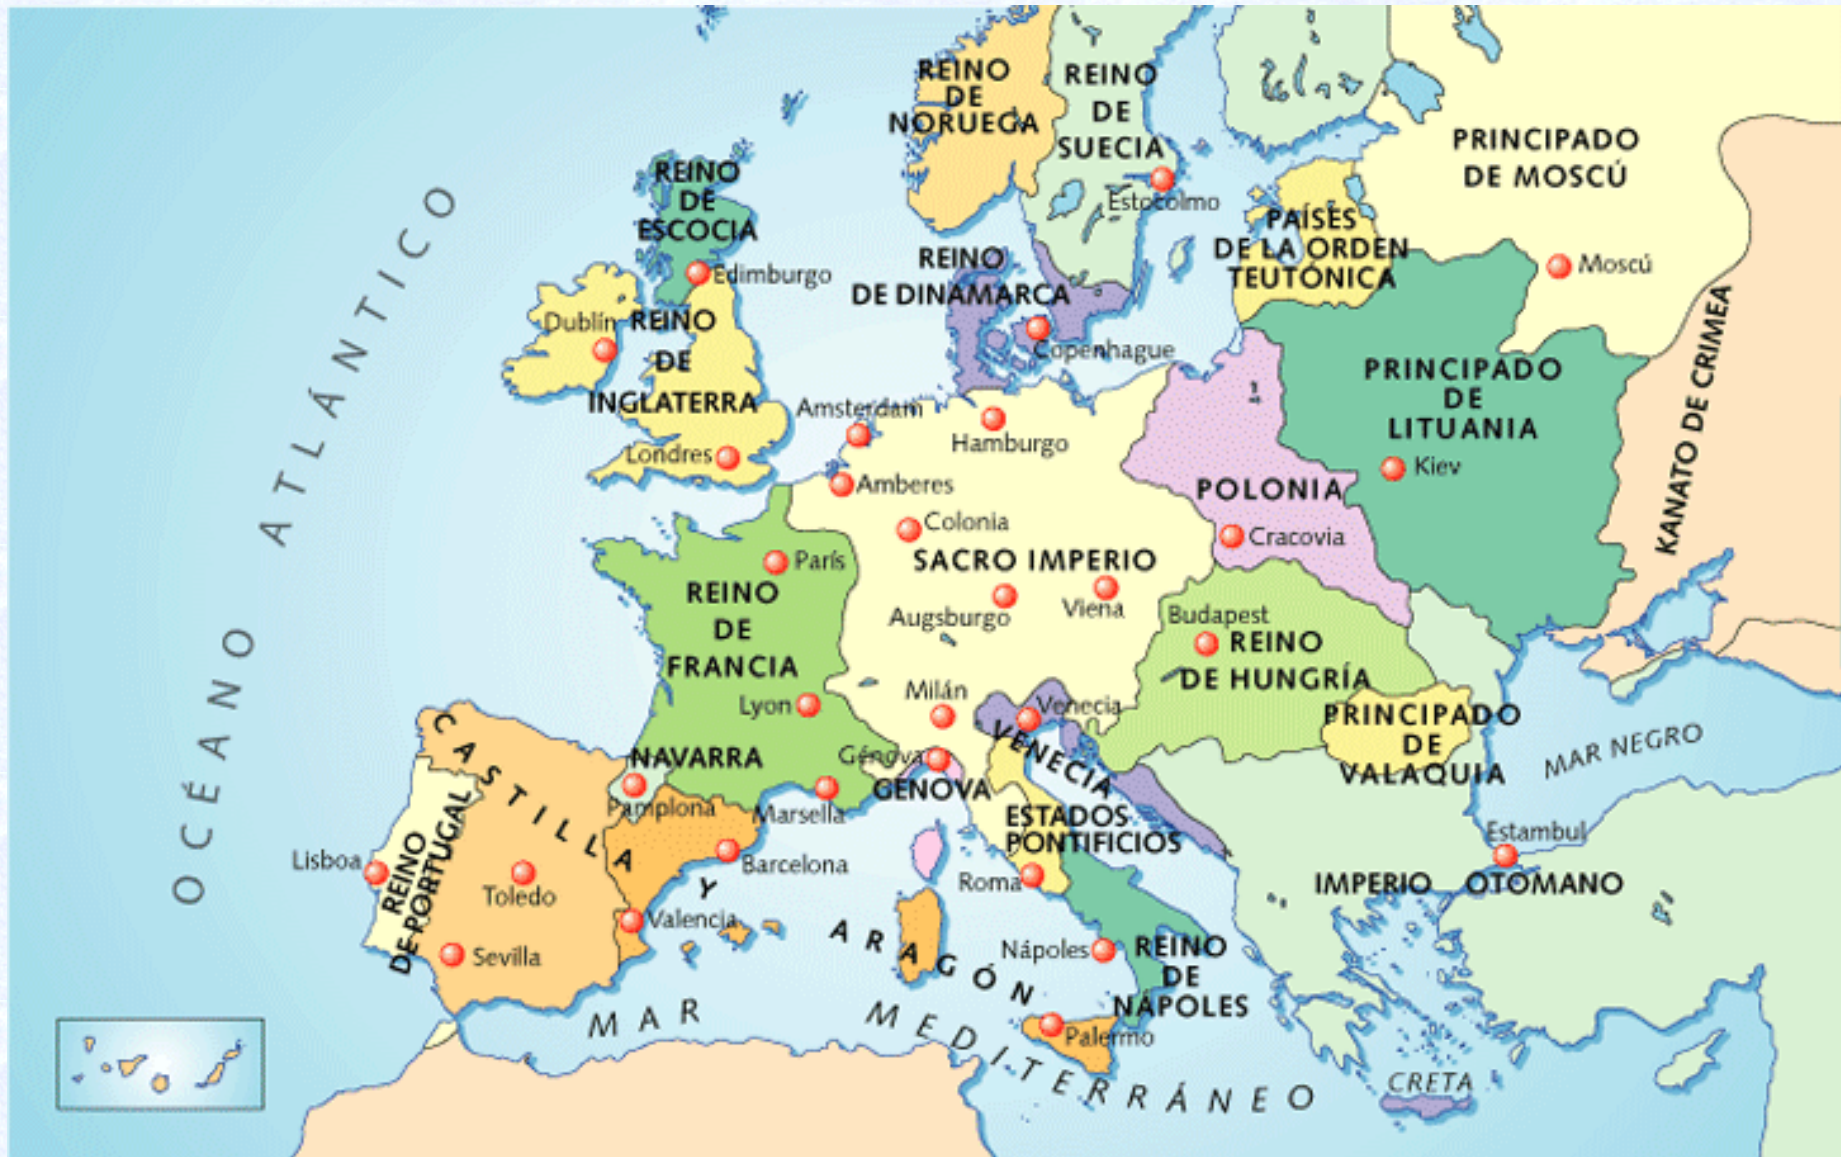 REINO
DE
NORUEGA
REINO
DE
SUECIA
Estocolmo
PRINCIPADO
DE MOSCÚ
Moscú
REINO
DE
ESCOCIA
Edimburgo
PAÍSES
DE LA ORDEN
TEUTÓNICA
REINO
DE DINAMARCA
Copenhague
Dublín
REINO
DE
INGLATERRA
Londres
Amsterdam
Hamburgo
Amberes
Colonia
SACRO IMPERIO
Augsburgo
Viena
PRINCIPADO
DE
LITUANIA
Kiev
KANATO DE CRIMEA
POLONIA
Cracovia
OCÉANO ATLÁNTICO
París
REINO
DE
FRANCIA
Lyon
Marsella
Budapest
REINO
DE HUNGRÍA
PRINCIPADO
DE
VALAQUIA
MAR NEGRO
Milán
Venecia
VENECIA
Génova
GENOVA
NAVARRA
Pamplona
CASTILLA Y ARAGÓN
REINO
DE PORTUGAL
Lisboa
Toledo
Sevilla
Barcelona
Valencia
ESTADOS
PONTIFICIOS
Roma
Nápoles
REINO
DE
NÁPOLES
Palermo
Estambul
IMPERIO OTOMANO
MAR MEDITERRÁNEO
CRETA